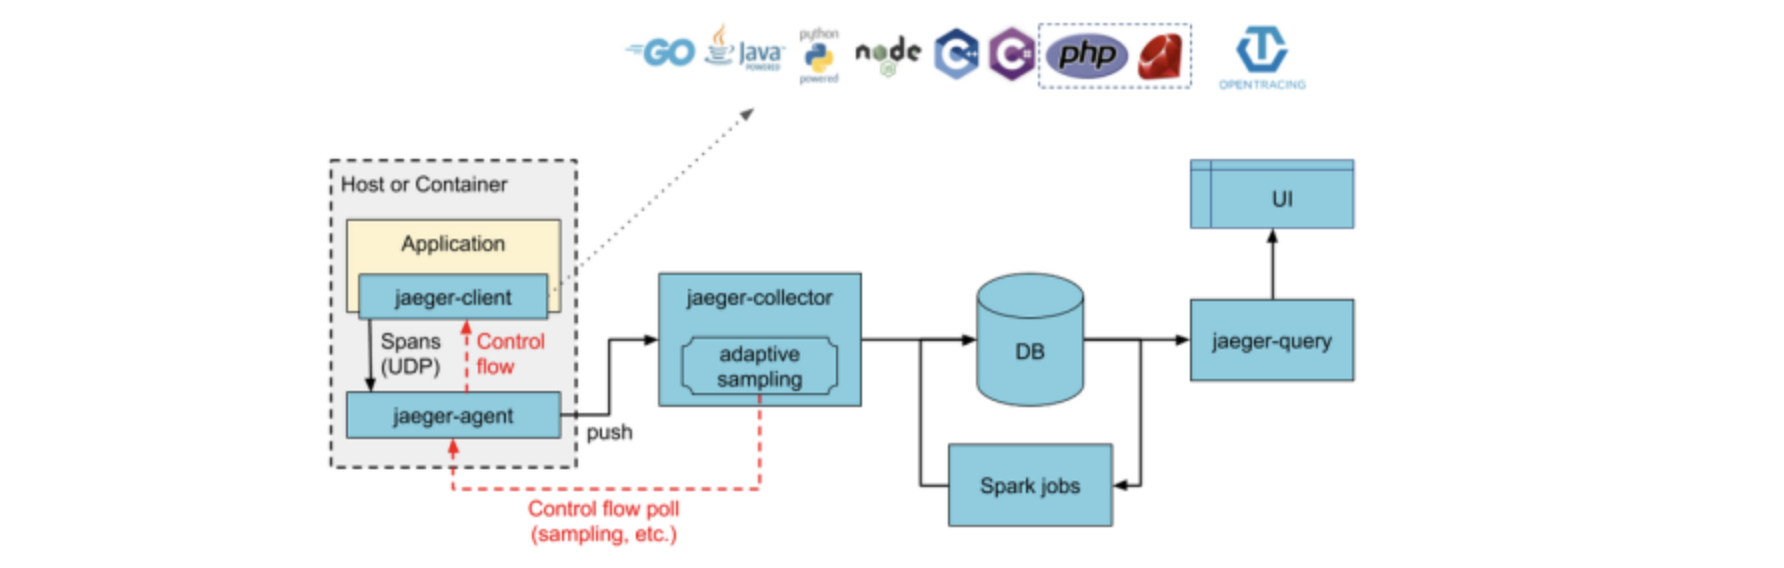 GO
Java
POWERED
python
powered
node
JS
C++
C#
php
OPENTRACING
Host or Container
Application
jaeger-client
Spans
(UDP)
Control
flow
jaeger-agent
push
jaeger-collector
adaptive
sampling
Control flow poll
(sampling, etc.)
DB
Spark jobs
jaeger-query
UI